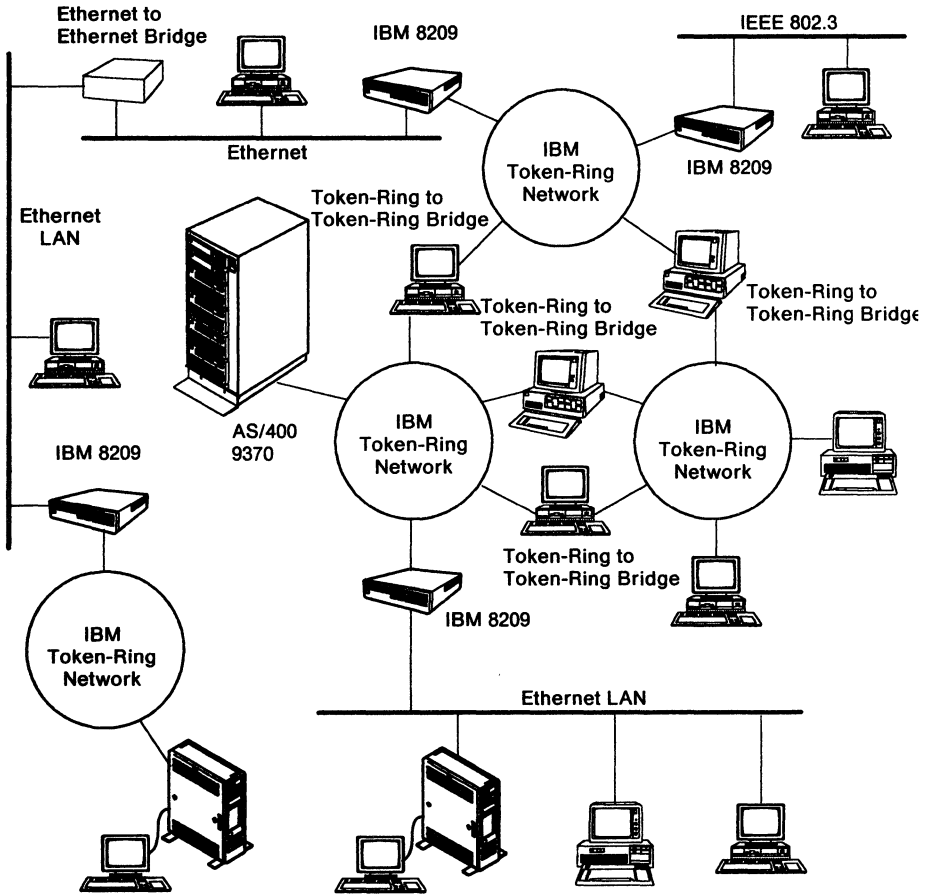 Ethernet to
Ethernet Bridge
IBM 8209
IEEE 802.3
Ethernet
IBM
Token-Ring
Network
IBM 8209
Ethernet
LAN
Token-Ring to
Token-Ring Bridge
Token-Ring to
Token-Ring Bridge
Token-Ring to
Token-Ring Bridge
AS/400
9370
IBM
Token-Ring
Network
IBM
Token-Ring
Network
IBM 8209
Token-Ring to
Token-Ring Bridge
IBM 8209
IBM
Token-Ring
Network
Ethernet LAN